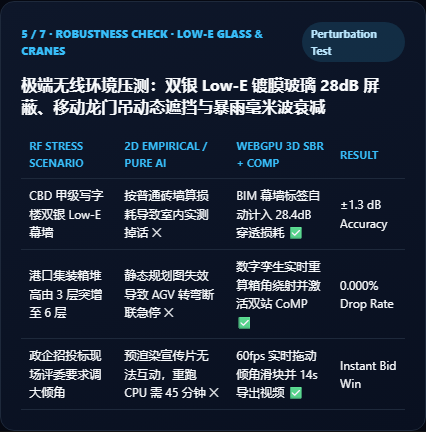 5 / 7 · ROBUSTNESS CHECK · LOW-E GLASS &
CRANES
Perturbation
Test
极端无线环境压测：双银 Low-E 镀膜玻璃 28dB 屏
蔽、移动龙门吊动态遮挡与暴雨毫米波衰减
RF STRESS
SCENARIO
2D EMPIRICAL /
PURE AI
WEBGPU 3D SBR
+ COMP
RESULT
CBD 甲级写字
楼双银 Low-E
幕墙
按普通砖墙算损
耗导致室内实测
掉话 ✕
BIM 幕墙标签自
动计入 28.4dB
穿透损耗 ✅
±1.3 dB
Accuracy
港口集装箱堆
高由 3 层突增
至 6 层
静态规划图失效
导致 AGV 转弯断
联急停 ✕
数字孪生实时重
算箱角绕射并激
活双站 CoMP
✅
0.000%
Drop Rate
政企招投标现
场评委要求调
大倾角
预渲染宣传片无
法互动，重跑
CPU 需 45 分钟 ✕
60fps 实时拖动
倾角滑块并 14s
导出视频 ✅
Instant Bid
Win